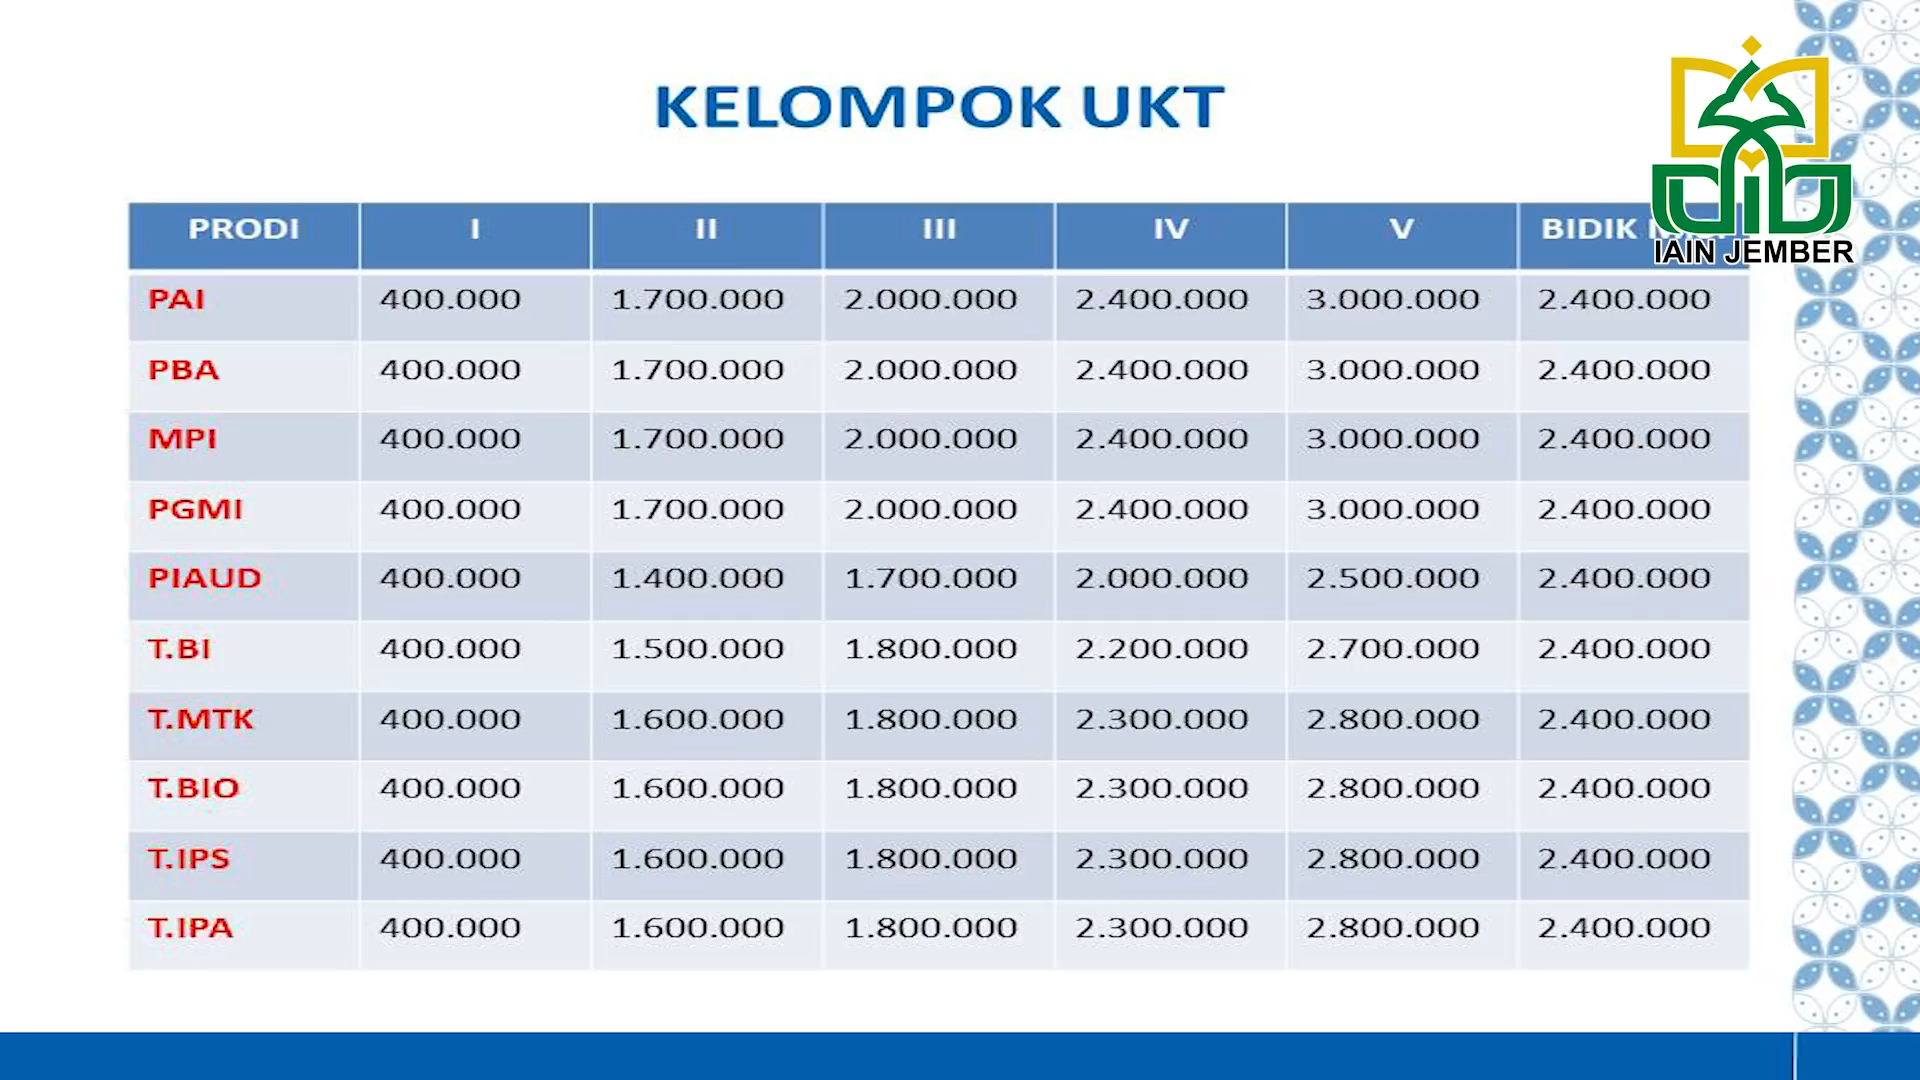 KELOMPOK UKT
IAIN JEMBER
PRODI I II III IV V BIDIK
PAI 400.000 1.700.000 2.000.000 2.400.000 3.000.000 2.400.000
PBA 400.000 1.700.000 2.000.000 2.400.000 3.000.000 2.400.000
MPI 400.000 1.700.000 2.000.000 2.400.000 3.000.000 2.400.000
PGMI 400.000 1.700.000 2.000.000 2.400.000 3.000.000 2.400.000
PIAUD 400.000 1.400.000 1.700.000 2.000.000 2.500.000 2.400.000
T.BI 400.000 1.500.000 1.800.000 2.200.000 2.700.000 2.400.000
T.MTK 400.000 1.600.000 1.800.000 2.300.000 2.800.000 2.400.000
T.BIO 400.000 1.600.000 1.800.000 2.300.000 2.800.000 2.400.000
T.IPS 400.000 1.600.000 1.800.000 2.300.000 2.800.000 2.400.000
T.IPA 400.000 1.600.000 1.800.000 2.300.000 2.800.000 2.400.000